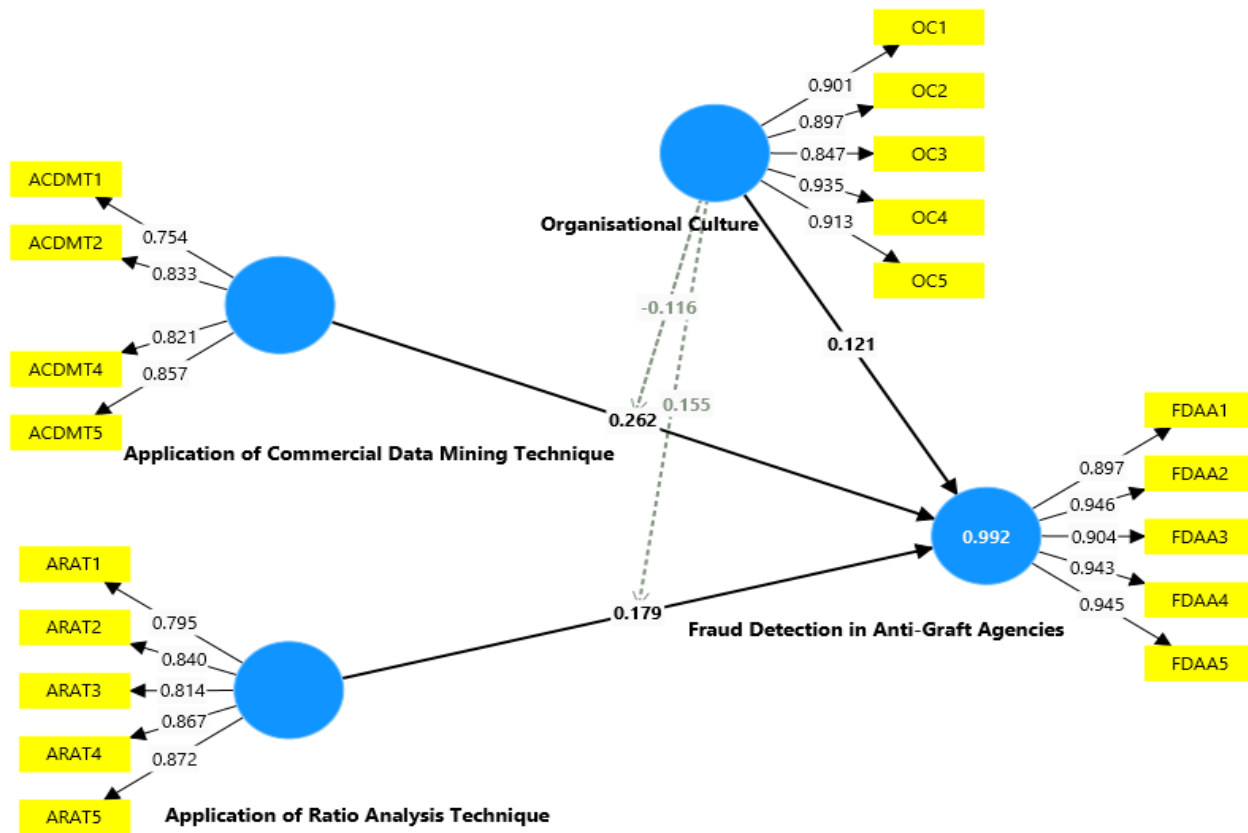 OC1
0.901
OC2
0.897
OC3
0.847
OC4
0.935
OC5
0.913
Organisational Culture
ACDMT1
0.754
ACDMT2
0.833
ACDMT4
0.821
ACDMT5
0.857
Application of Commercial Data Mining Technique
-0.116
0.155
0.121
0.262
0.179
ARAT1
0.795
ARAT2
0.840
ARAT3
0.814
ARAT4
0.867
ARAT5
0.872
Application of Ratio Analysis Technique
0.992
Fraud Detection in Anti-Graft Agencies
FDAA1
0.897
FDAA2
0.946
FDAA3
0.904
FDAA4
0.943
FDAA5
0.945